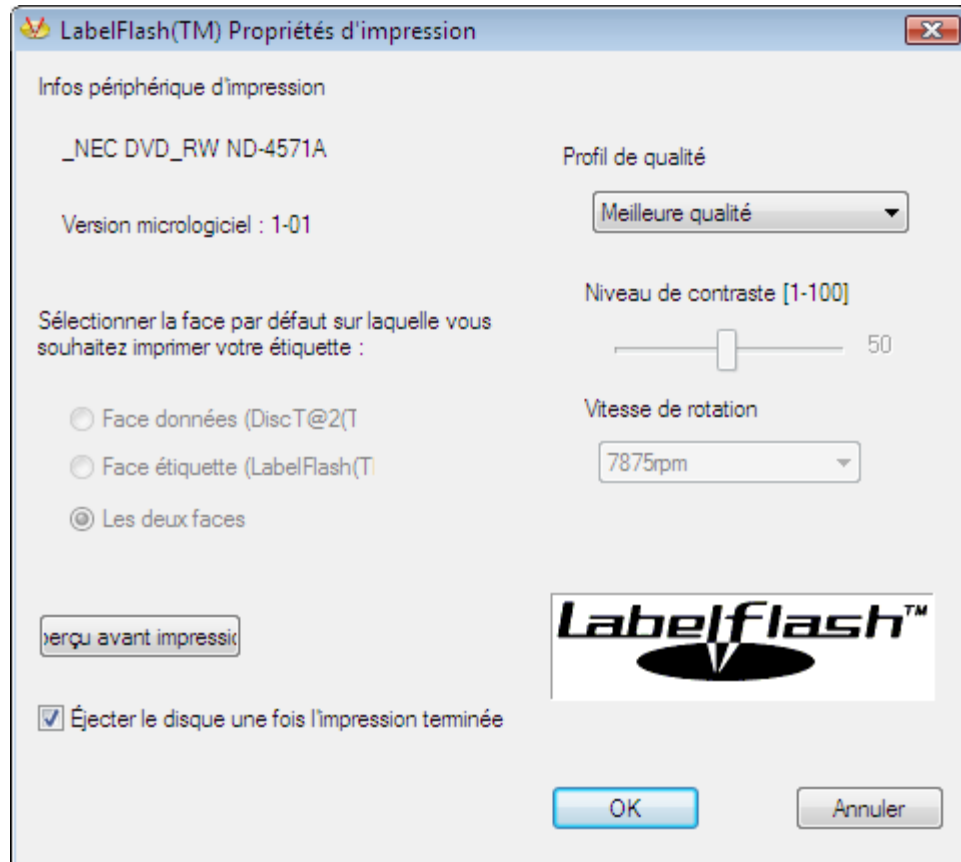 LabelFlash(TM) Propriétés d'impression
Infos périphérique d'impression
_NEC DVD_RW ND-4571A
Version micrologiciel : 1-01
Sélectionner la face par défaut sur laquelle vous
souhaitez imprimer votre étiquette :
Face données (DiscT@2(T
Face étiquette (LabelFlash(T
Les deux faces
perçu avant impressio
Éjecter le disque une fois l'impression terminée
Profil de qualité
Meilleure qualité
Niveau de contraste [1-100]
50
Vitesse de rotation
7875rpm
Labelflash™
OK
Annuler